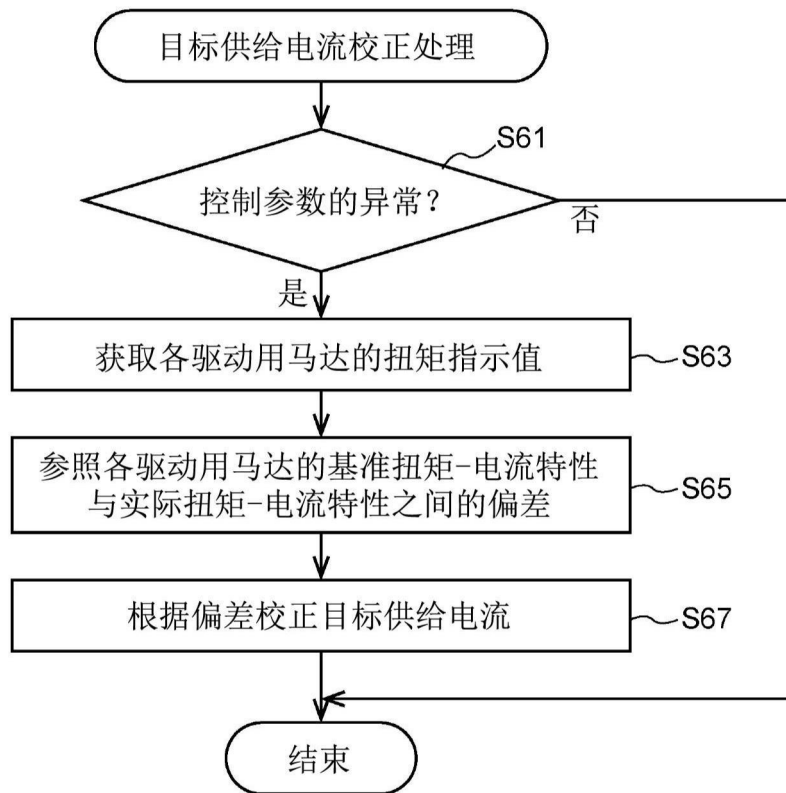 目标供给电流校正处理
S61
控制参数的异常?
否
是
获取各驱动用马达的扭矩指示值
S63
参照各驱动用马达的基准扭矩-电流特性
与实际扭矩-电流特性之间的偏差
S65
根据偏差校正目标供给电流
S67
结束